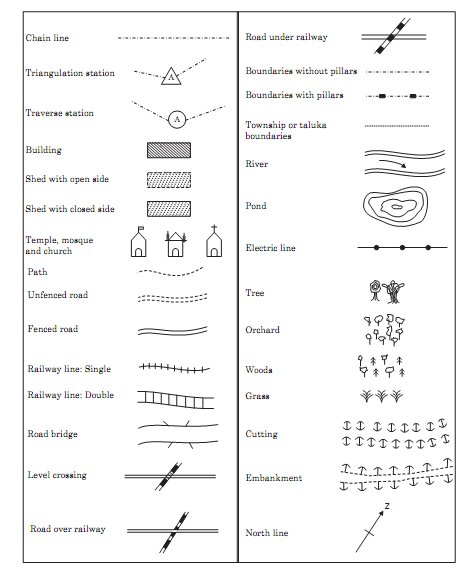 Chain line
Triangulation station
A
Traverse station
A
Building
Shed with open side
Shed with closed side
Temple, mosque
and church
Path
Unfenced road
Fenced road
Railway line: Single
Railway line: Double
Road bridge
Level crossing
Road over railway
Road under railway
Boundaries without pillars
Boundaries with pillars
Township or taluka
boundaries
River
Pond
Electric line
Tree
Orchard
Woods
Grass
Cutting
Embankment
North line
Z